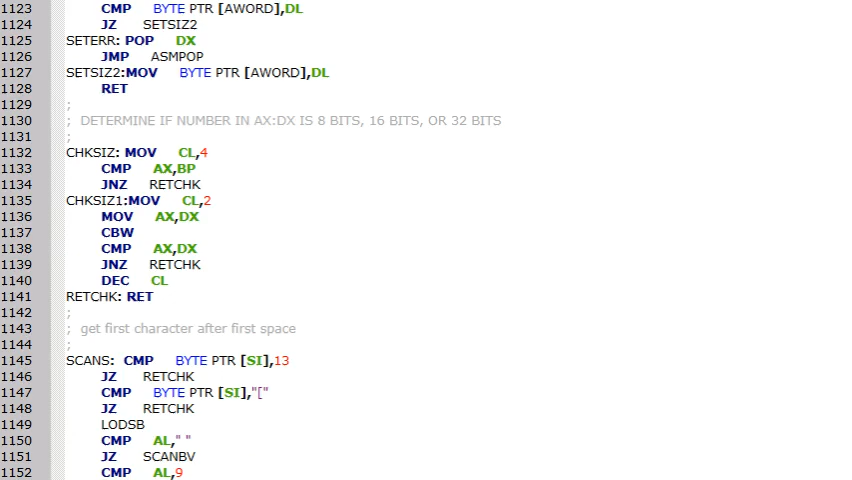 1123 CMP BYTE PTR [AWORD],DL
1124 JZ SETSIZ2
1125 SETERR: POP DX
1126 JMP ASMPOP
1127 SETSIZ2:MOV BYTE PTR [AWORD],DL
1128 RET
1129 ;
1130 ; DETERMINE IF NUMBER IN AX:DX IS 8 BITS, 16 BITS, OR 32 BITS
1131 ;
1132 CHKSIZ: MOV CL,4
1133 CMP AX,BP
1134 JNZ RETCHK
1135 CHKSIZ1:MOV CL,2
1136 MOV AX,DX
1137 CBW
1138 CMP AX,DX
1139 JNZ RETCHK
1140 DEC CL
1141 RETCHK: RET
1142 ;
1143 ; get first character after first space
1144 ;
1145 SCANS: CMP BYTE PTR [SI],13
1146 JZ RETCHK
1147 CMP BYTE PTR [SI],"["
1148 JZ RETCHK
1149 LODSB
1150 CMP AL," "
1151 JZ SCANBV
1152 CMP AL,9